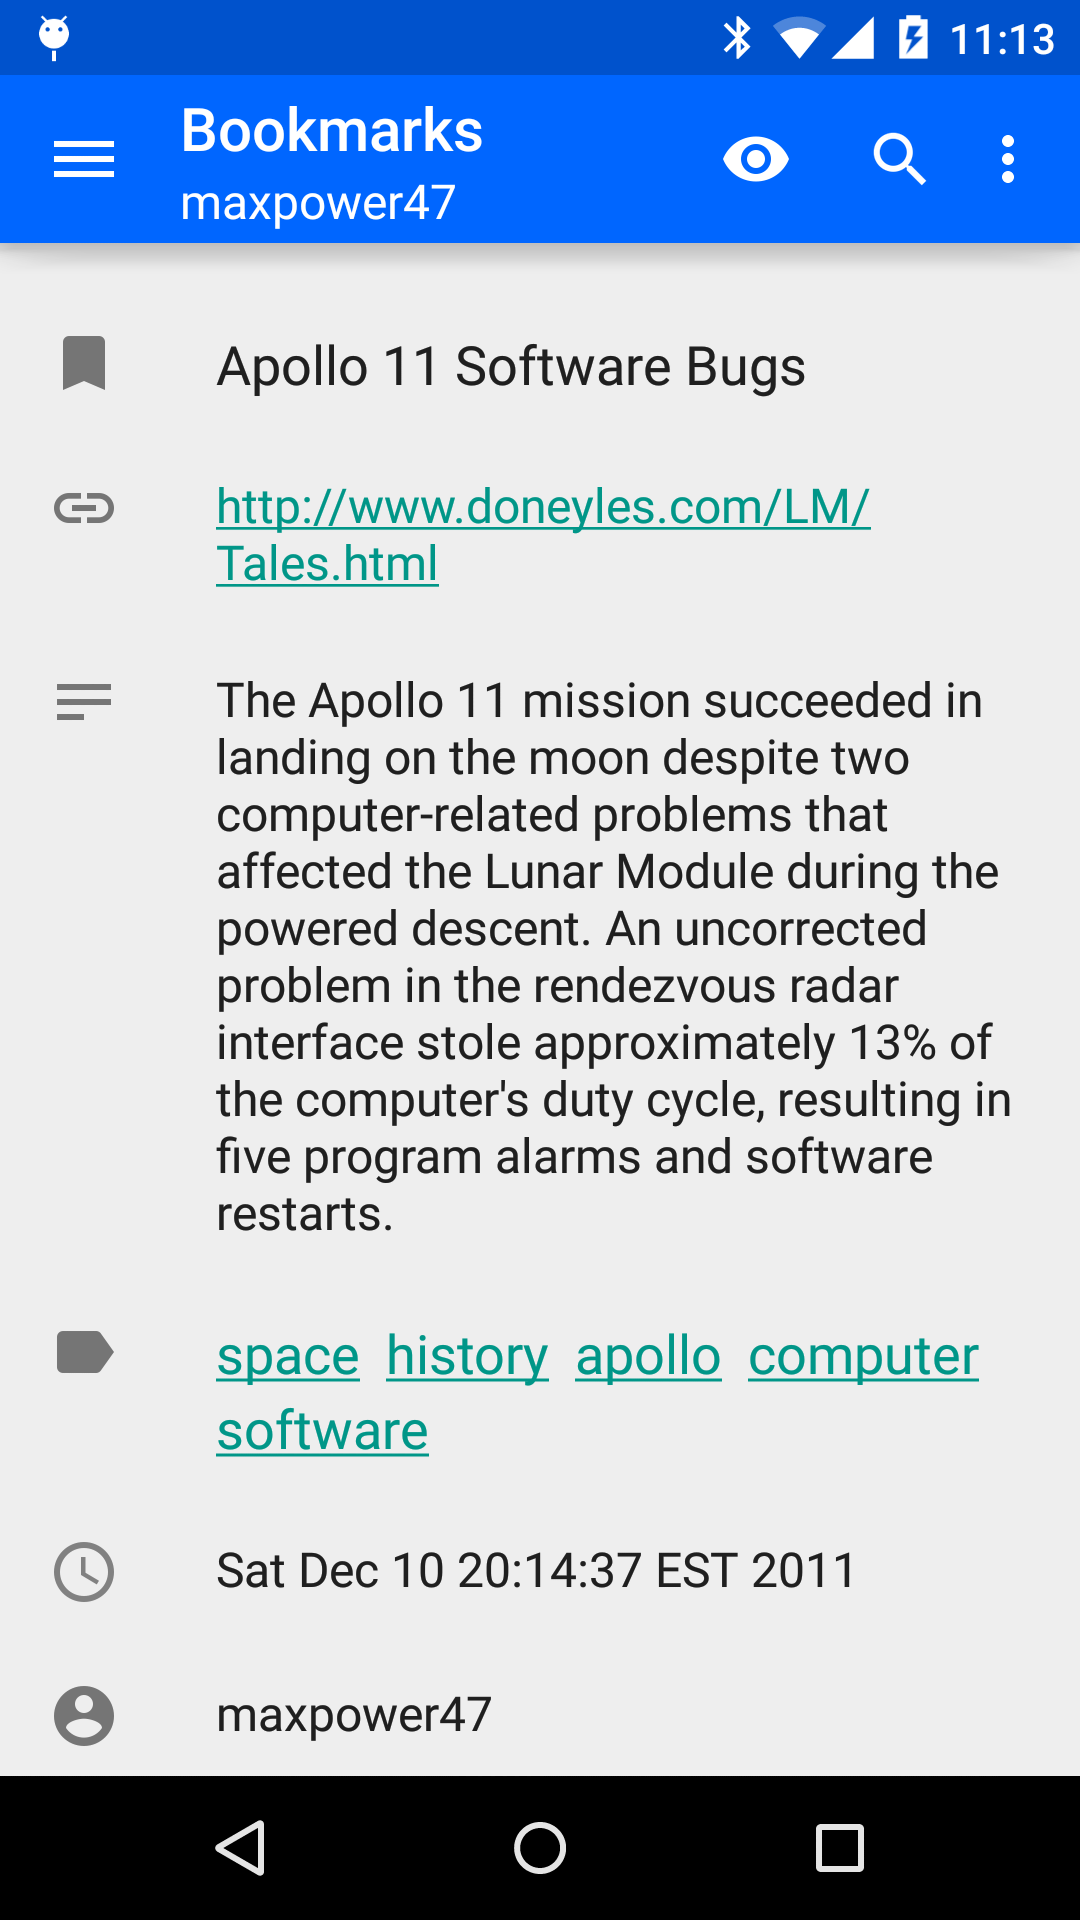 11:13
Bookmarks
maxpower47
Apollo 11 Software Bugs
http://www.doneyles.com/LM/
Tales.html
The Apollo 11 mission succeeded in
landing on the moon despite two
computer-related problems that
affected the Lunar Module during the
powered descent. An uncorrected
problem in the rendezvous radar
interface stole approximately 13% of
the computer's duty cycle, resulting in
five program alarms and software
restarts.
space history apollo computer
software
Sat Dec 10 20:14:37 EST 2011
maxpower47